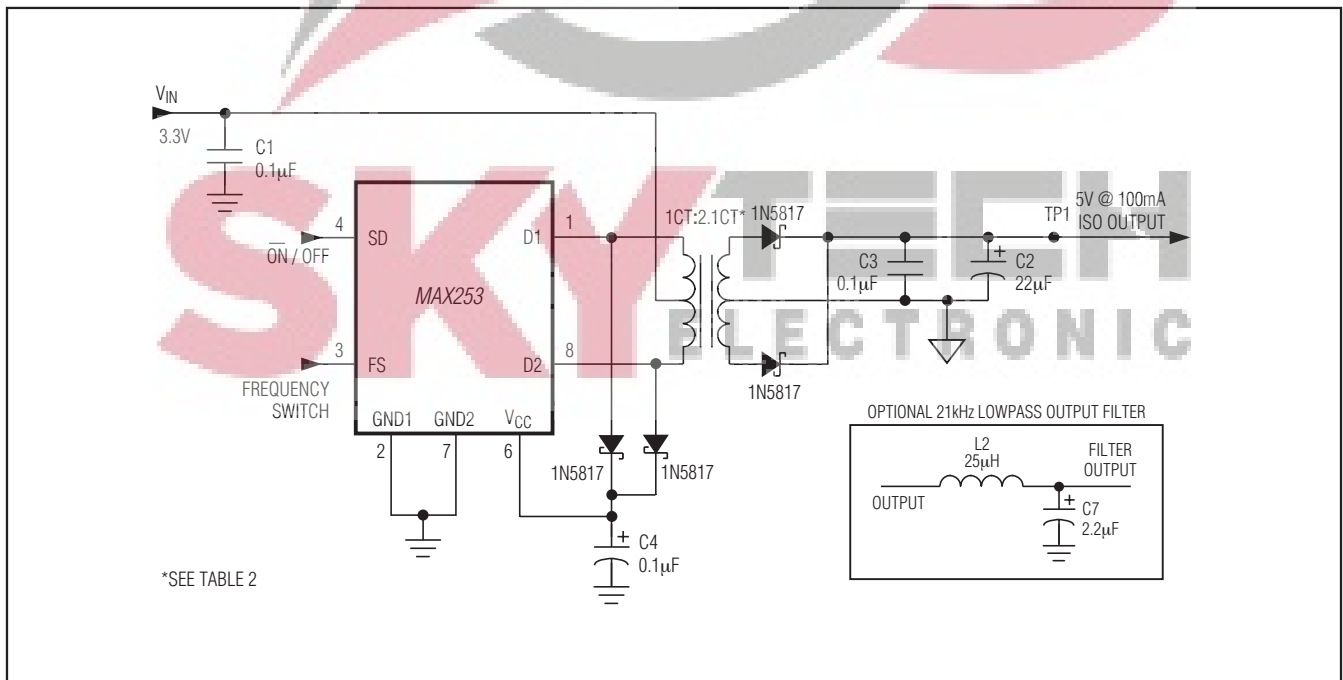 VIN
3.3V
C1
0.1μF
SKY TECH
ELECTRONIC
4
SD
ON / OFF
MAX253
3
FS
FREQUENCY
SWITCH
GND1
GND2
VCC
2
7
6
D1
1
D2
8
1CT:2.1CT*
1N5817
1N5817
1N5817
1N5817
C3
0.1μF
C2
22μF
TP1
5V @ 100mA
ISO OUTPUT
+
C4
0.1μF
+
*SEE TABLE 2
OPTIONAL 21kHz LOWPASS OUTPUT FILTER
L2
25μH
OUTPUT
FILTER
OUTPUT
+
C7
2.2μF